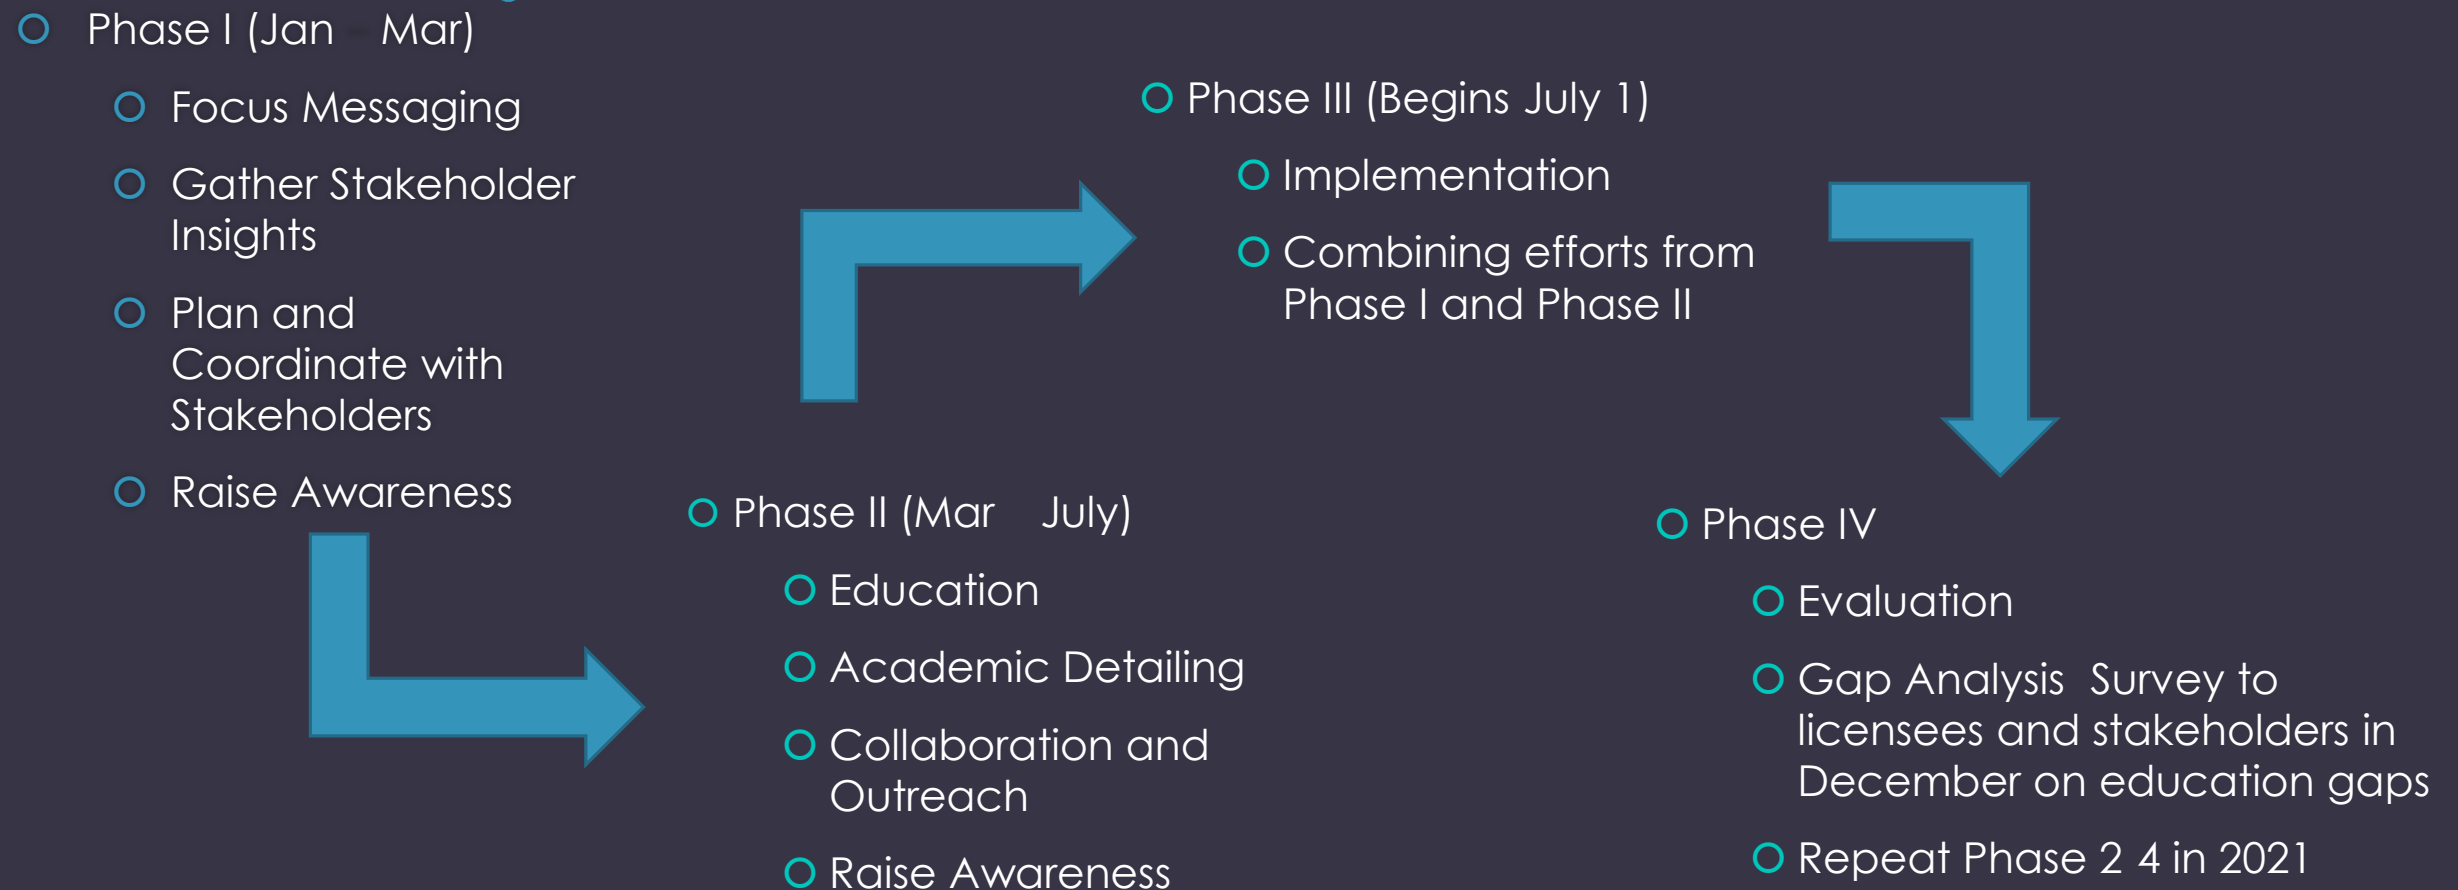 Phase I (Jan – Mar)
Focus Messaging
Gather Stakeholder
Insights
Plan and
Coordinate with
Stakeholders
Raise Awareness
Phase II (Mar July)
Education
Academic Detailing
Collaboration and
Outreach
Raise Awareness
Phase III (Begins July 1)
Implementation
Combining efforts from
Phase I and Phase II
Phase IV
Evaluation
Gap Analysis Survey to
licensees and stakeholders in
December on education gaps
Repeat Phase 2 4 in 2021